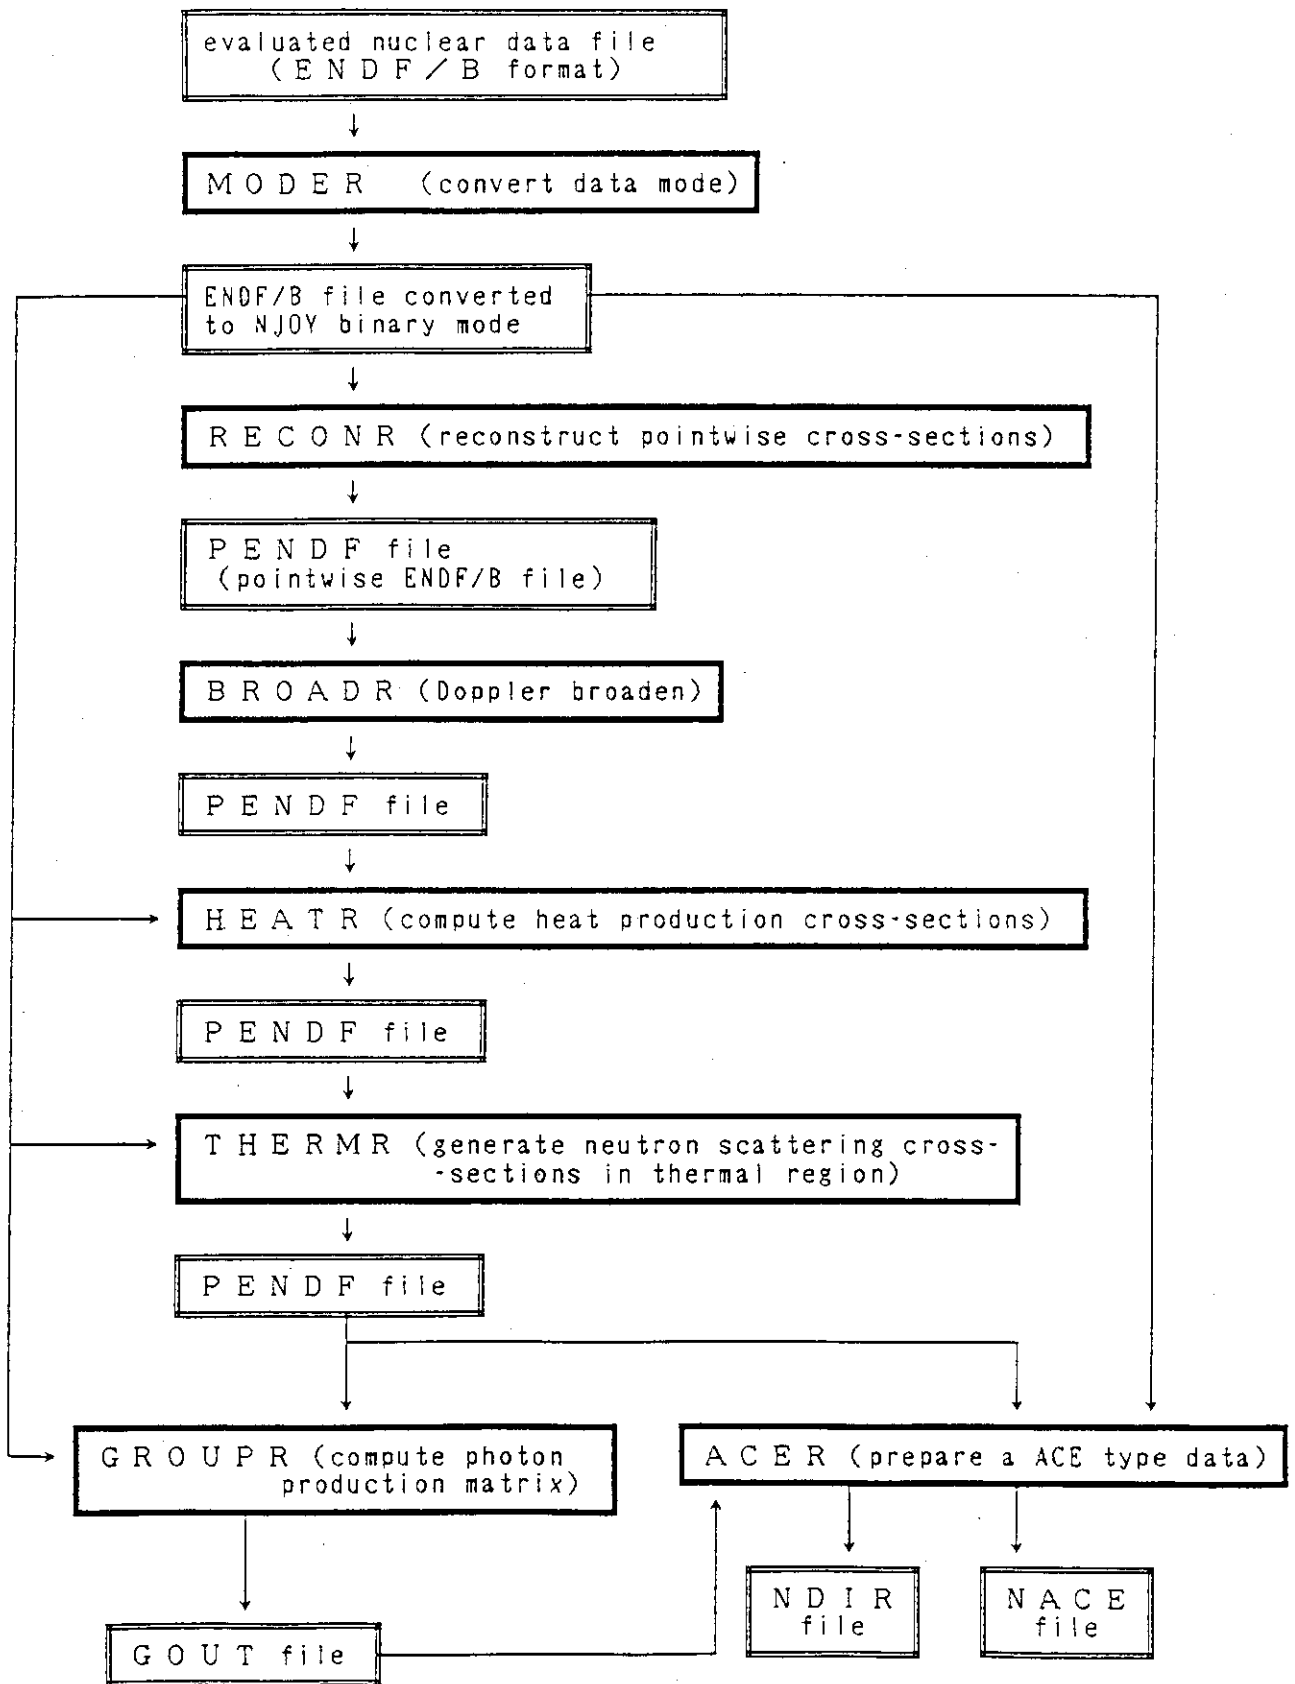 evaluated nuclear data file
(ENDF/B format)
MODER (convert data mode)
ENDF/B file converted
to NJOY binary mode
RECONR (reconstruct pointwise cross-sections)
PENDF file
(pointwise ENDF/B file)
BROADR (Doppler broaden)
PENDF file
HEATR (compute heat production cross-sections)
PENDF file
THERMR (generate neutron scattering cross-
-sections in thermal region)
PENDF file
GROUPR (compute photon
production matrix)
ACER (prepare a ACE type data)
NDIR
file
NACE
file
GOUT file